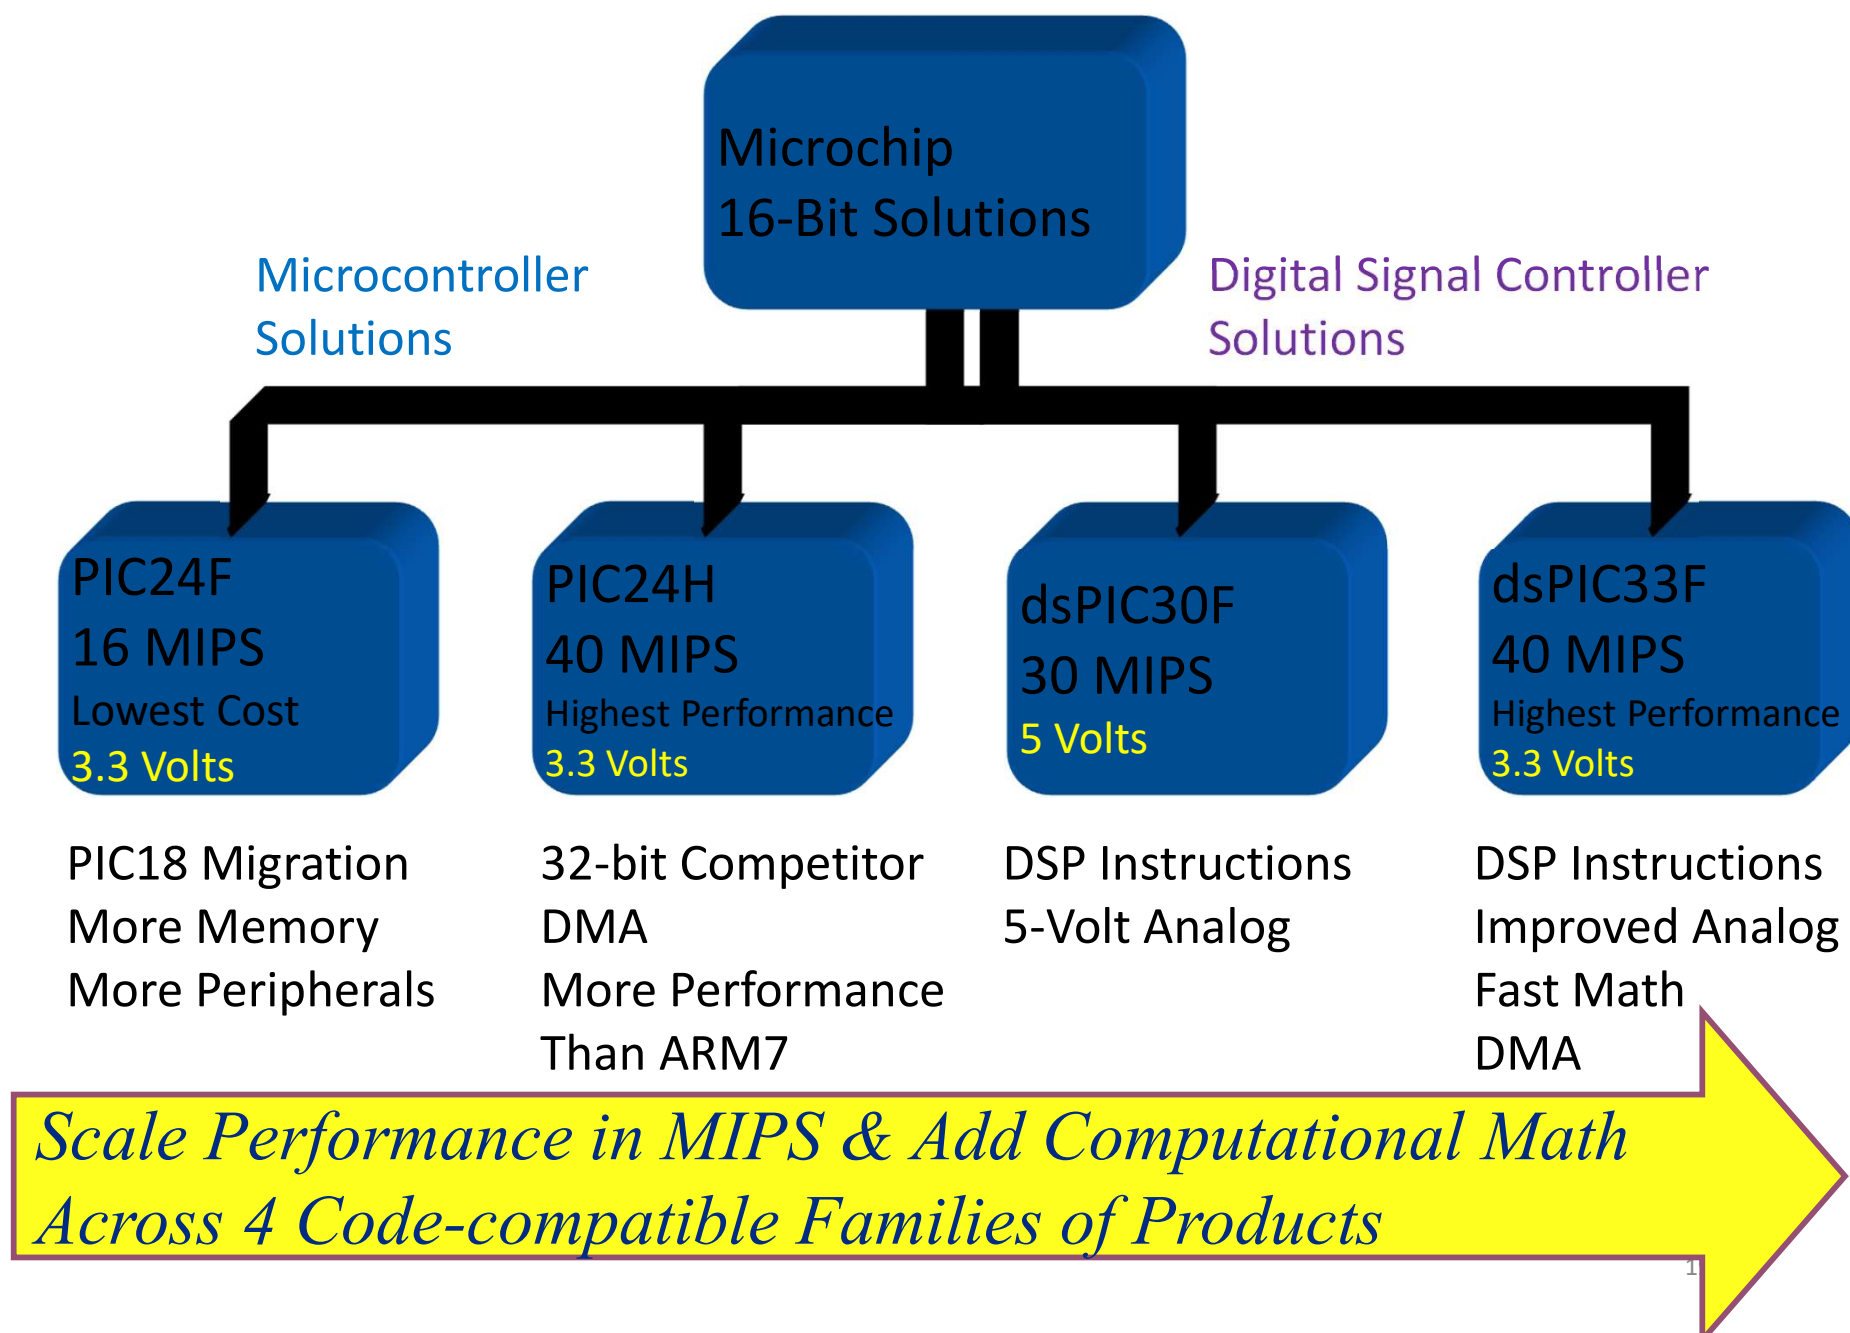 Microchip
16-Bit Solutions
Microcontroller
Solutions
Digital Signal Controller
Solutions
PIC24F
16 MIPS
Lowest Cost
3.3 Volts
PIC24H
40 MIPS
Highest Performance
3.3 Volts
dsPIC30F
30 MIPS
5 Volts
dsPIC33F
40 MIPS
Highest Performance
3.3 Volts
PIC18 Migration
More Memory
More Peripherals
32-bit Competitor
DMA
More Performance
Than ARM7
DSP Instructions
5-Volt Analog
DSP Instructions
Improved Analog
Fast Math
DMA
Scale Performance in MIPS & Add Computational Math
Across 4 Code-compatible Families of Products